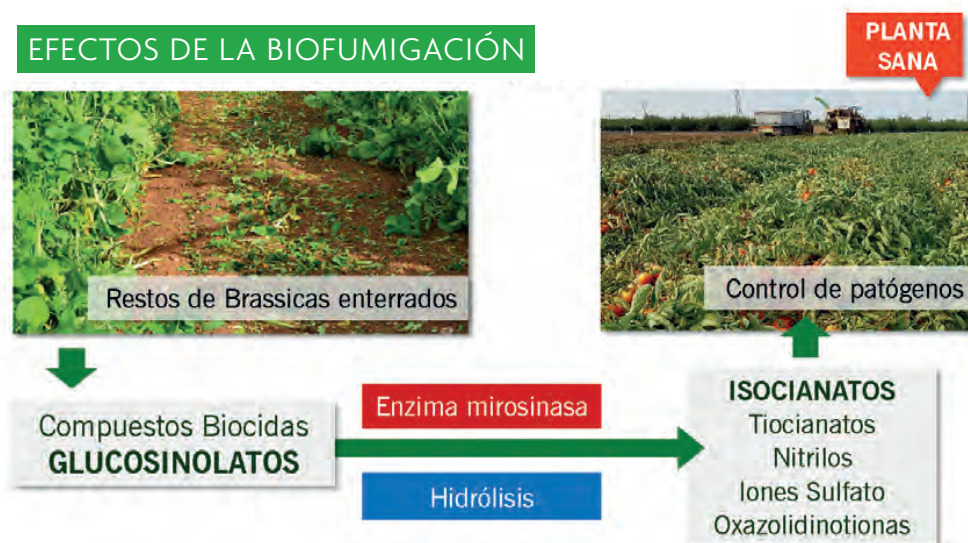 EFECTOS DE LA BIOFUMIGACIÓN
PLANTA
SANA
Restos de Brassicas enterrados
Control de patógenos
Compuestos Biocidas
GLUCOSINOLATOS
Enzima mirosinasa
Hidrólisis
ISOCIANATOS
Tiocianatos
Nitrilos
Iones Sulfato
Oxazolidinotionas